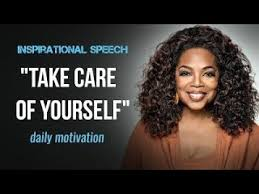 INSPIRATIONAL SPEECH
"TAKE CARE
OF YOURSELF"
daily motivation